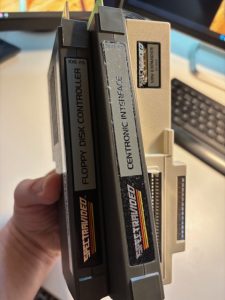 FLOPPY DISK CONTROLLER
SPECTRAVIDEO
CENTRONIC INTERFACE
SPECTRAVIDEO